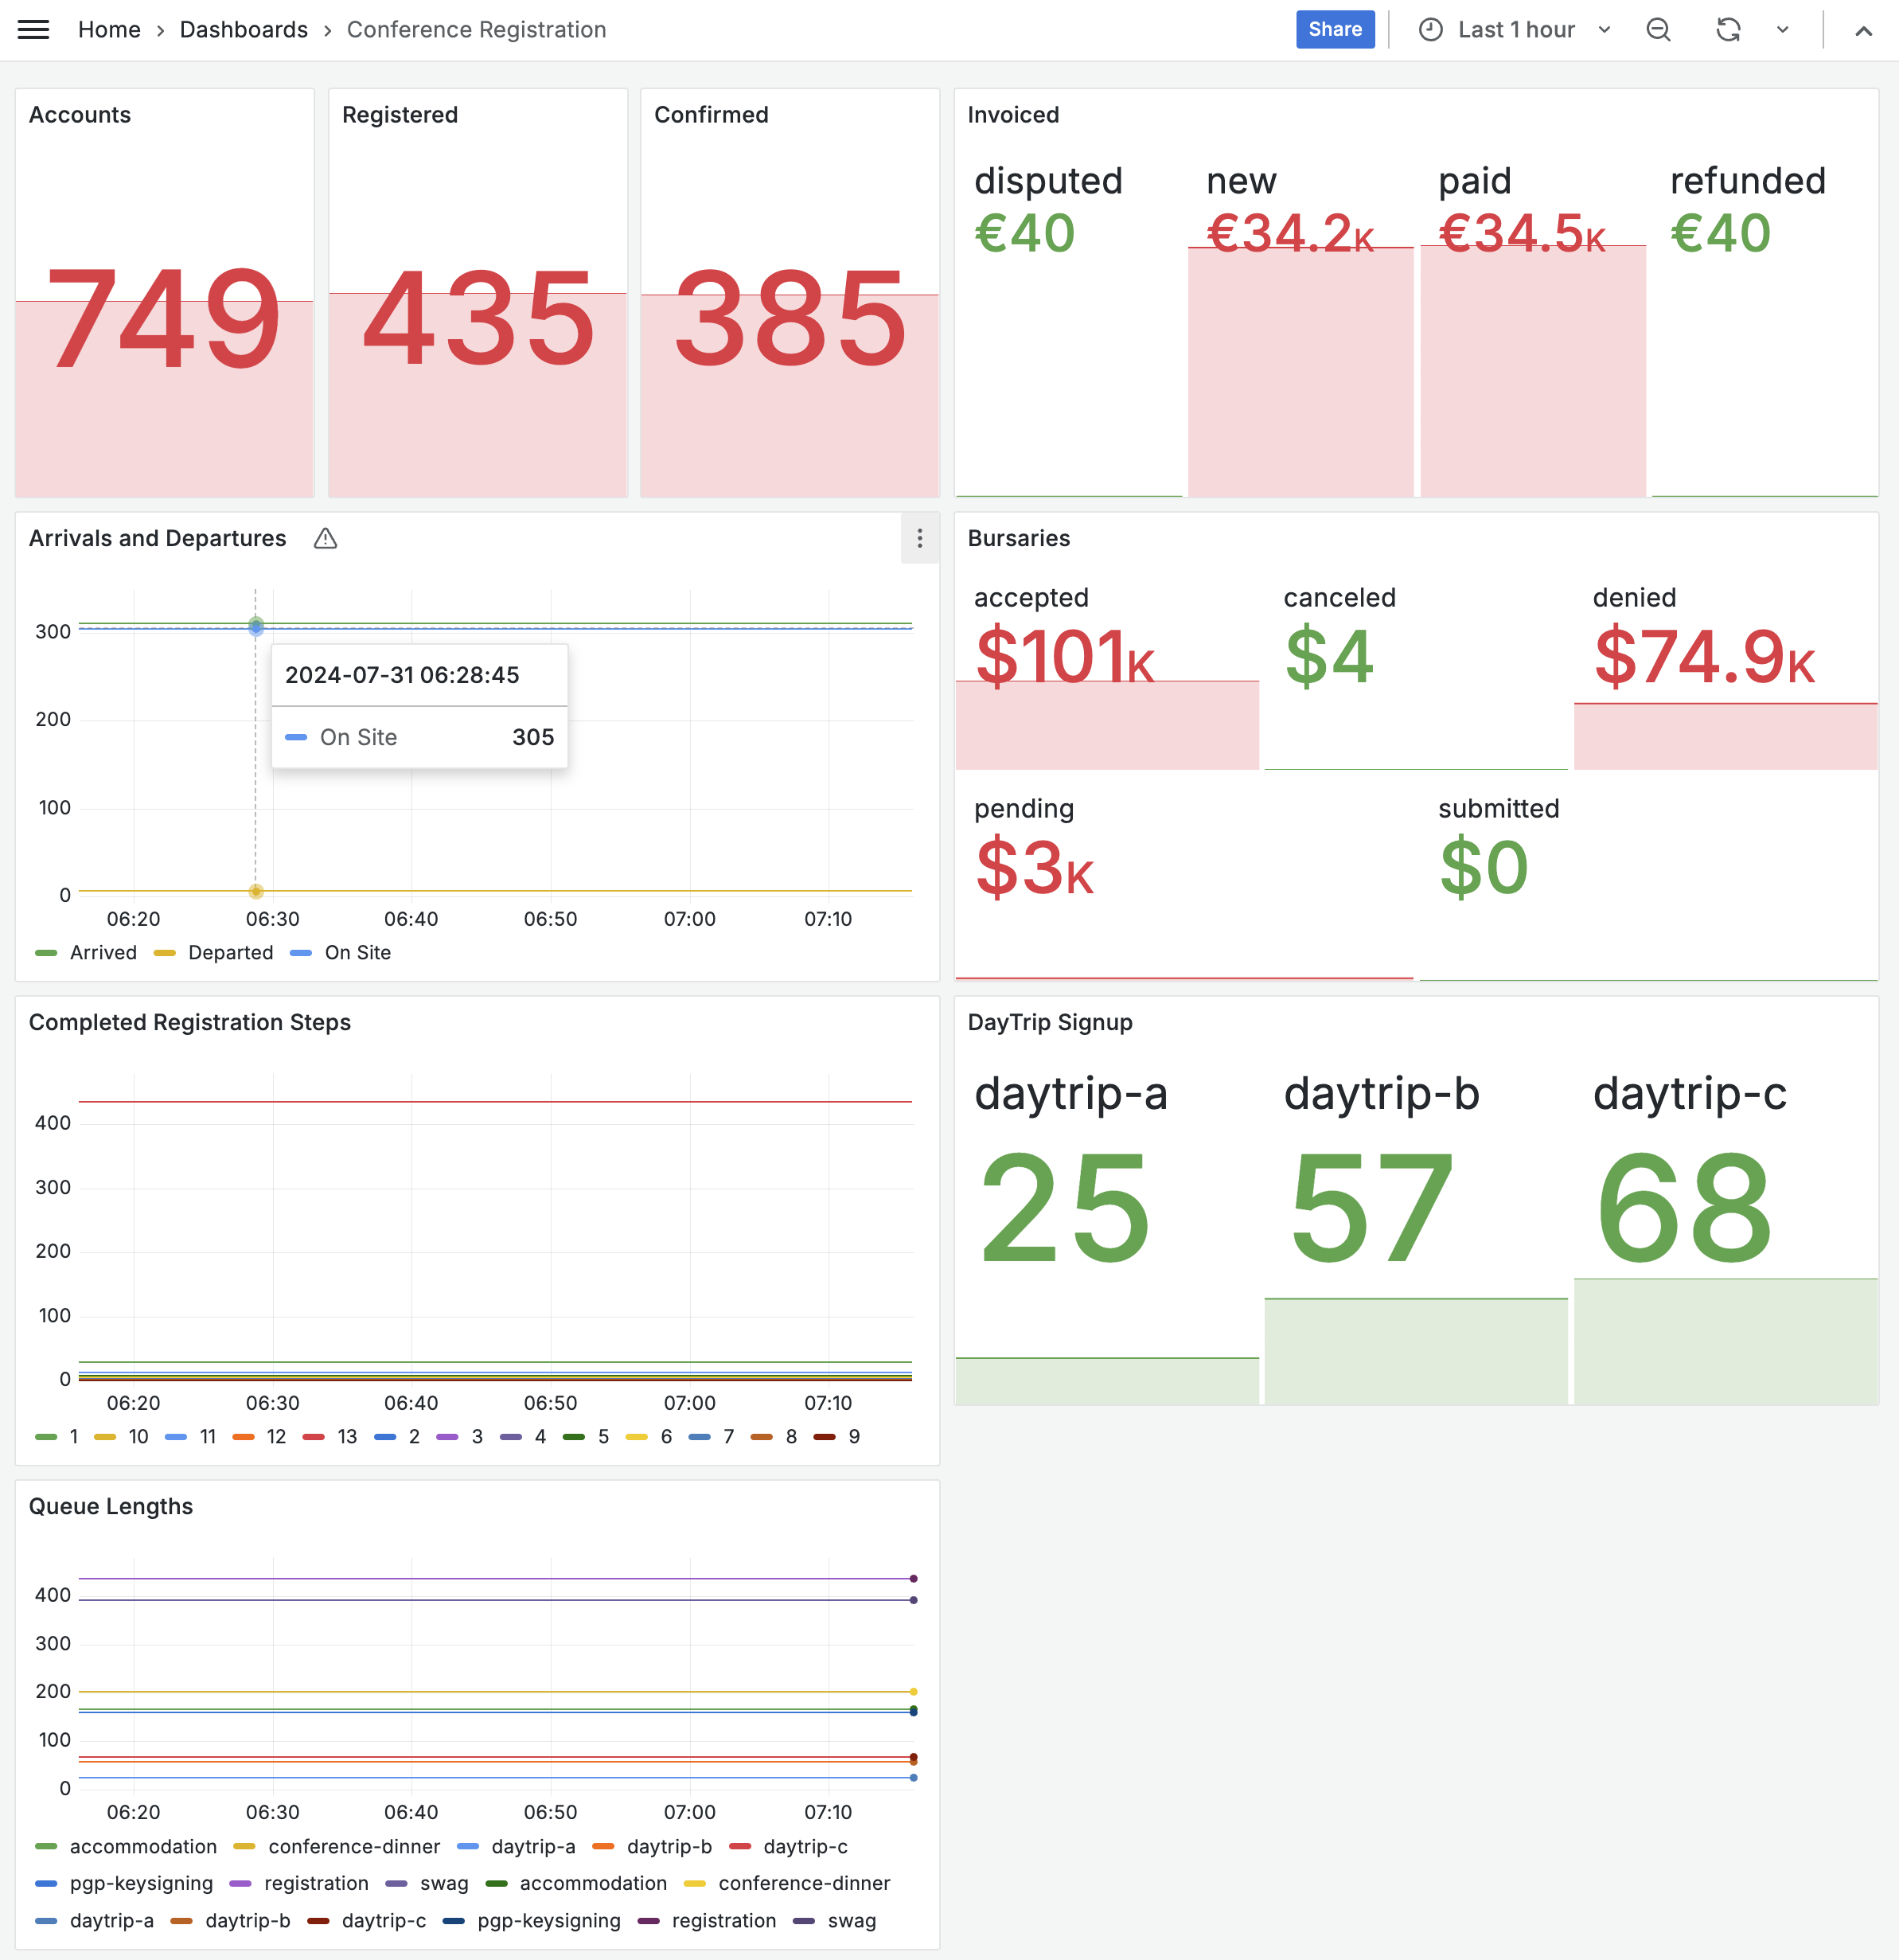 Home › Dashboards › Conference Registration Share Last 1 hour
Accounts
749
Registered
435
Confirmed
385
Invoiced
disputed new paid refunded
€40 €34.2K €34.5K €40
Arrivals and Departures
300
200
100
0
06:20 06:30 06:40 06:50 07:00 07:10
2024-07-31 06:28:45
On Site 305
Arrived Departed On Site
Bursaries
accepted canceled denied
$101K $4 $74.9K
pending submitted
$3K $0
Completed Registration Steps
400
300
200
100
0
06:20 06:30 06:40 06:50 07:00 07:10
1 10 11 12 13 2 3 4 5 6 7 8 9
DayTrip Signup
daytrip-a daytrip-b daytrip-c
25 57 68
Queue Lengths
400
300
200
100
0
06:20 06:30 06:40 06:50 07:00 07:10
accommodation conference-dinner daytrip-a daytrip-b daytrip-c
pgp-keysigning registration swag accommodation conference-dinner
daytrip-a daytrip-b daytrip-c pgp-keysigning registration swag